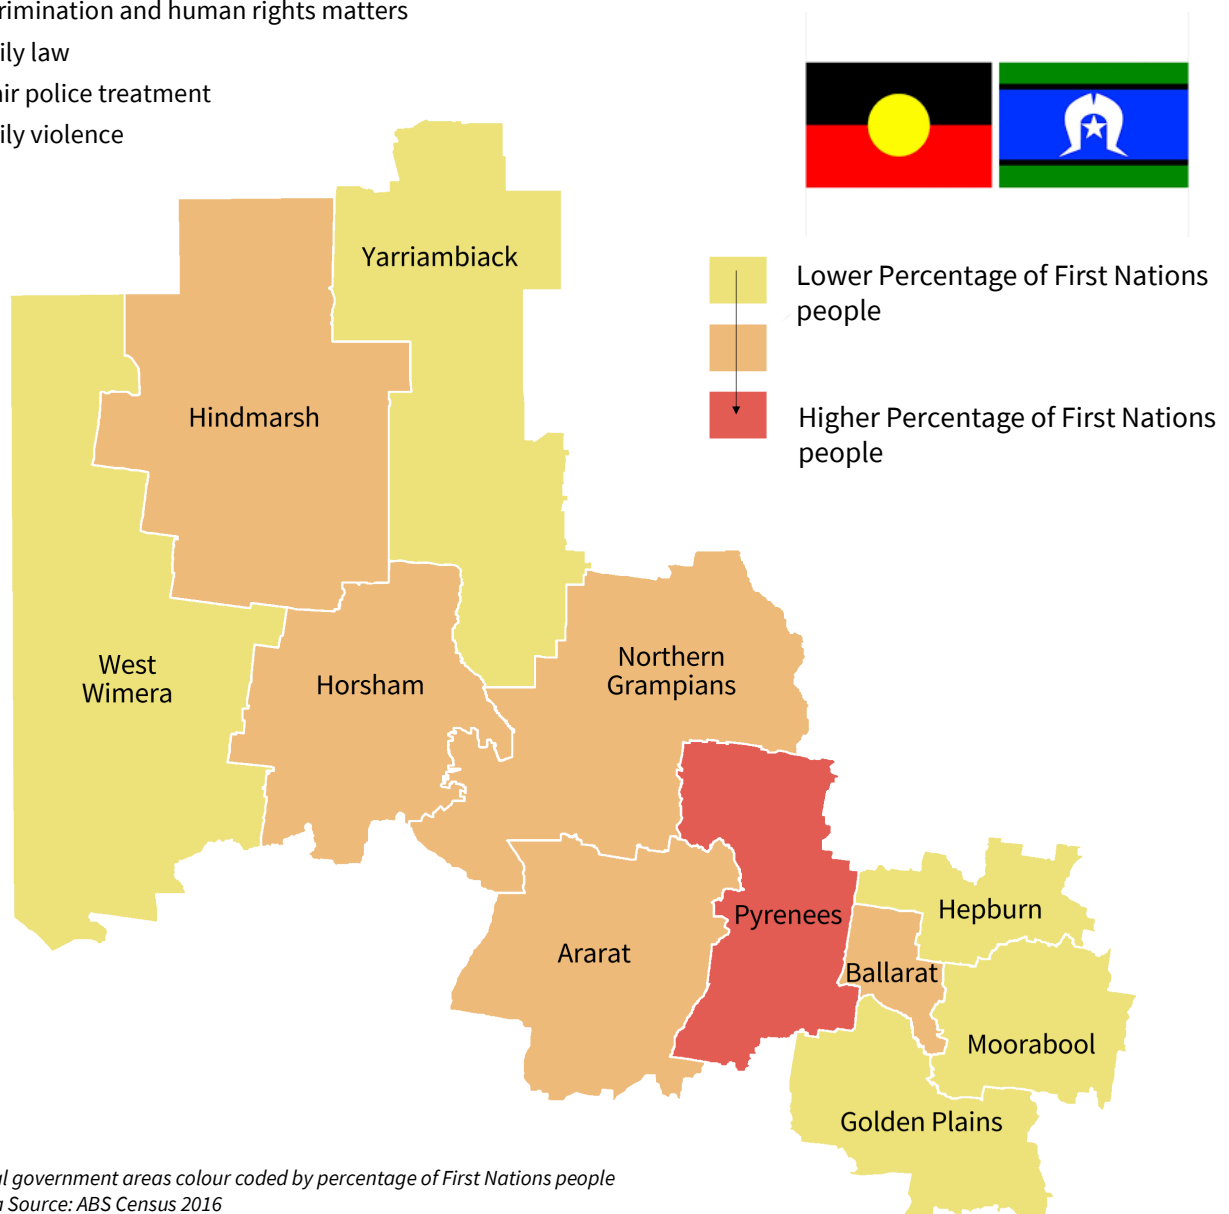 rimination and human rights matters
ily law
air police treatment
ily violence
Yarriambiack
Lower Percentage of First Nations
people
Hindmarsh
Higher Percentage of First Nations
people
West
Wimera
Horsham
Northern
Grampians
Pyrenees
Hepburn
Ararat
Ballarat
Moorabool
Golden Plains
al government areas colour coded by percentage of First Nations people
a Source: ABS Census 2016